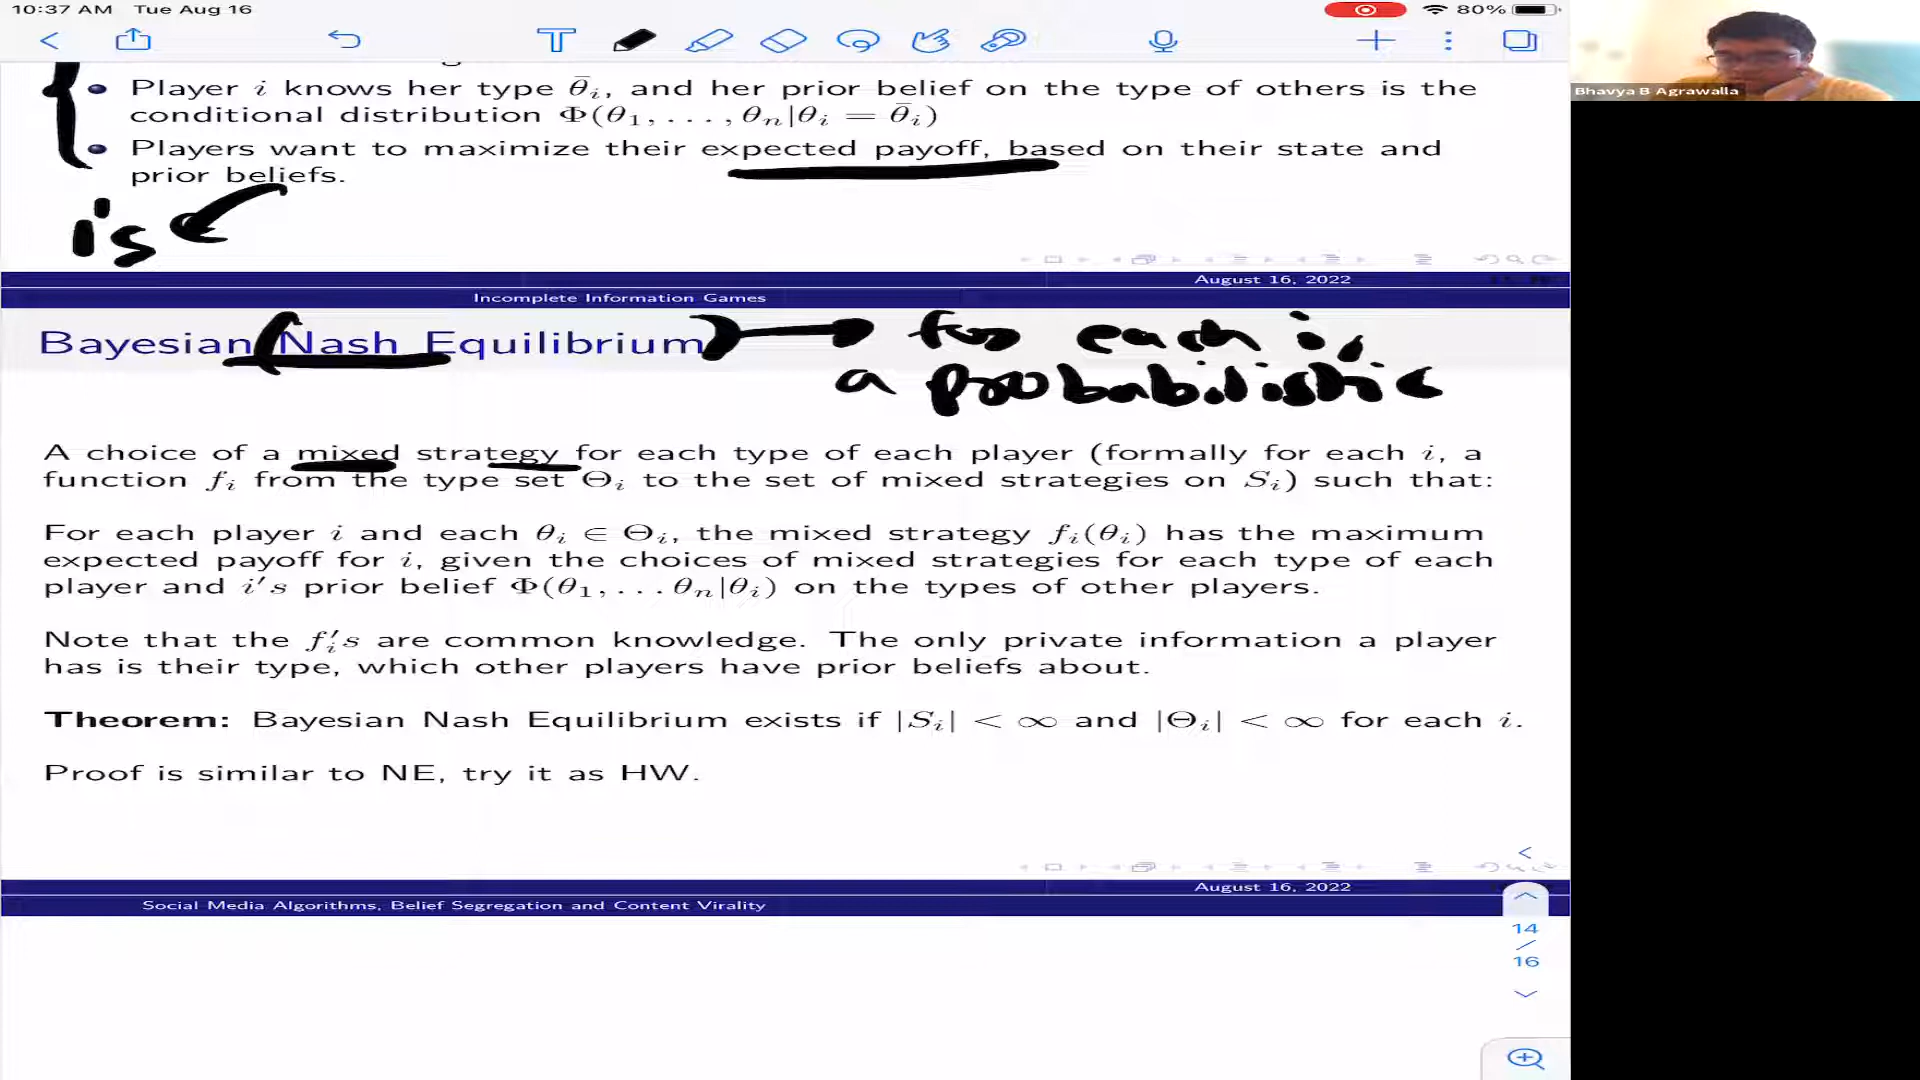 10:37 AM Tue Aug 16
80%
Bhavya B Agrawalla
• Player i knows her type θ̄ᵢ, and her prior belief on the type of others is the
conditional distribution Φ(θ₁, . . . , θₙ|θᵢ = θ̄ᵢ)
• Players want to maximize their expected payoff, based on their state and
prior beliefs.
i's
August 16, 2022
Incomplete Information Games
Bayesian (Nash Equilibrium)
for each i,
a probabilistic
A choice of a mixed strategy for each type of each player (formally for each i, a
function fᵢ from the type set Θᵢ to the set of mixed strategies on Sᵢ) such that:
For each player i and each θᵢ ∈ Θᵢ, the mixed strategy fᵢ(θᵢ) has the maximum
expected payoff for i, given the choices of mixed strategies for each type of each
player and i's prior belief Φ(θ₁, . . . θₙ|θᵢ) on the types of other players.
Note that the fᵢ's are common knowledge. The only private information a player
has is their type, which other players have prior beliefs about.
Theorem: Bayesian Nash Equilibrium exists if |Sᵢ| < ∞ and |Θᵢ| < ∞ for each i.
Proof is similar to NE, try it as HW.
August 16, 2022
Social Media Algorithms, Belief Segregation and Content Virality
14
/
16